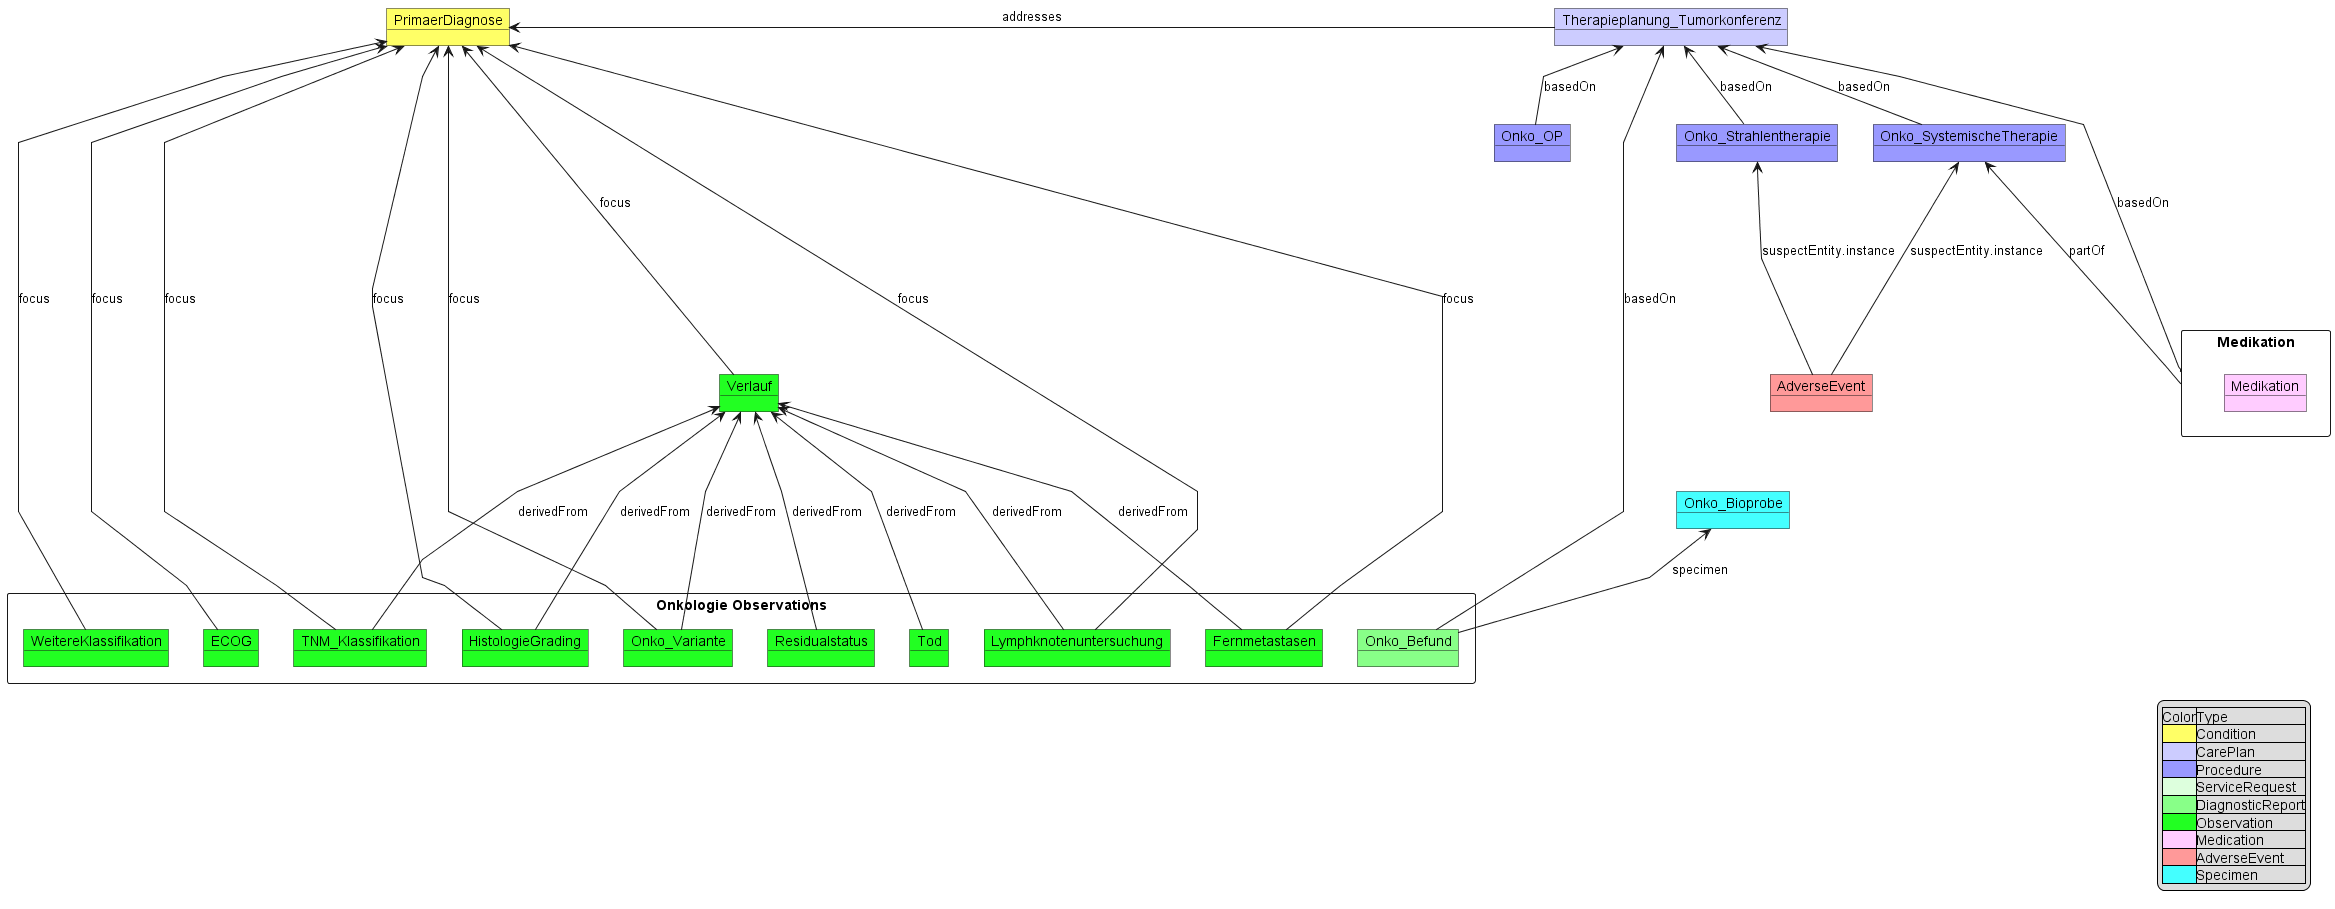 PrimaerDiagnose
addresses
Therapieplanung_Tumorkonferenz
basedOn
basedOn
basedOn
Onko_OP
Onko_Strahlentherapie
Onko_SystemischeTherapie
focus
basedOn
suspectEntity.instance
suspectEntity.instance
partOf
focus
focus
focus
focus
focus
focus
focus
basedOn
Medikation
Verlauf
AdverseEvent
Medikation
Onko_Bioprobe
derivedFrom
derivedFrom
derivedFrom
derivedFrom
derivedFrom
derivedFrom
derivedFrom
specimen
Onkologie Observations
WeitereKlassifikation
ECOG
TNM_Klassifikation
HistologieGrading
Onko_Variante
Residualstatus
Tod
Lymphknotenuntersuchung
Fernmetastasen
Onko_Befund
Color Type
Condition
CarePlan
Procedure
ServiceRequest
DiagnosticReport
Observation
Medication
AdverseEvent
Specimen